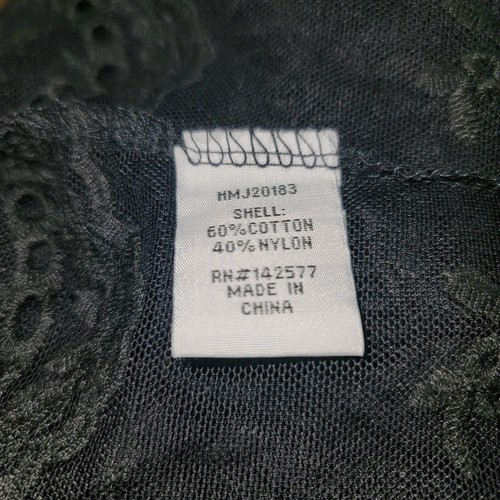 HMJ20183
SHELL:
60%COTTON
40%NYLON
RN#142577
MADE IN
CHINA